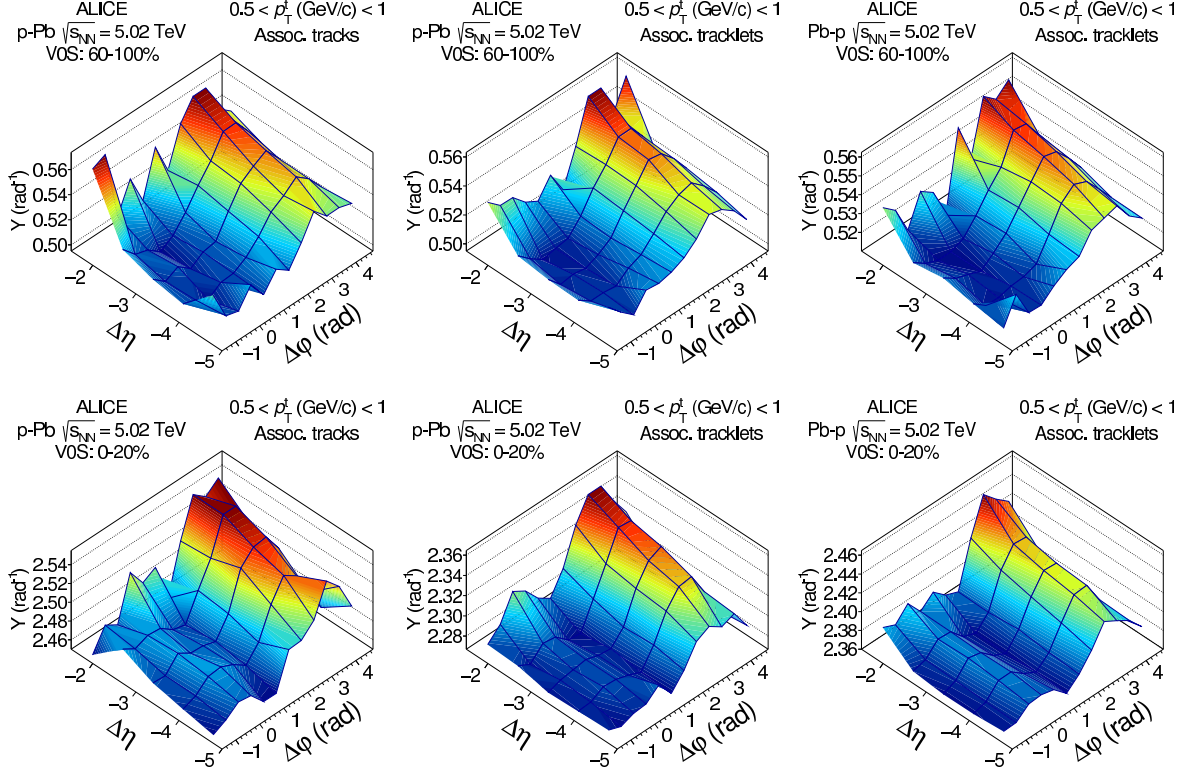 ALICE
p-Pb √sNN = 5.02 TeV
V0S: 60-100%
0.5 < pTt (GeV/c) < 1
Assoc. tracks
Y (rad-1)
0.56
0.54
0.52
0.50
−2
−3
−4
−5
Δη
−1 0 1 2 3 4
Δφ (rad)
ALICE
p-Pb √sNN = 5.02 TeV
V0S: 60-100%
0.5 < pTt (GeV/c) < 1
Assoc. tracklets
Y (rad-1)
0.56
0.54
0.52
0.50
−2
−3
−4
−5
Δη
−1 0 1 2 3 4
Δφ (rad)
ALICE
Pb-p √sNN = 5.02 TeV
V0S: 60-100%
0.5 < pTt (GeV/c) < 1
Assoc. tracklets
Y (rad-1)
0.56
0.55
0.54
0.53
0.52
−2
−3
−4
−5
Δη
−1 0 1 2 3 4
Δφ (rad)
ALICE
p-Pb √sNN = 5.02 TeV
V0S: 0-20%
0.5 < pTt (GeV/c) < 1
Assoc. tracks
Y (rad-1)
2.54
2.52
2.50
2.48
2.46
−2
−3
−4
−5
Δη
−1 0 1 2 3 4
Δφ (rad)
ALICE
p-Pb √sNN = 5.02 TeV
V0S: 0-20%
0.5 < pTt (GeV/c) < 1
Assoc. tracklets
Y (rad-1)
2.36
2.34
2.32
2.30
2.28
−2
−3
−4
−5
Δη
−1 0 1 2 3 4
Δφ (rad)
ALICE
Pb-p √sNN = 5.02 TeV
V0S: 0-20%
0.5 < pTt (GeV/c) < 1
Assoc. tracklets
Y (rad-1)
2.46
2.44
2.42
2.40
2.38
2.36
−2
−3
−4
−5
Δη
−1 0 1 2 3 4
Δφ (rad)